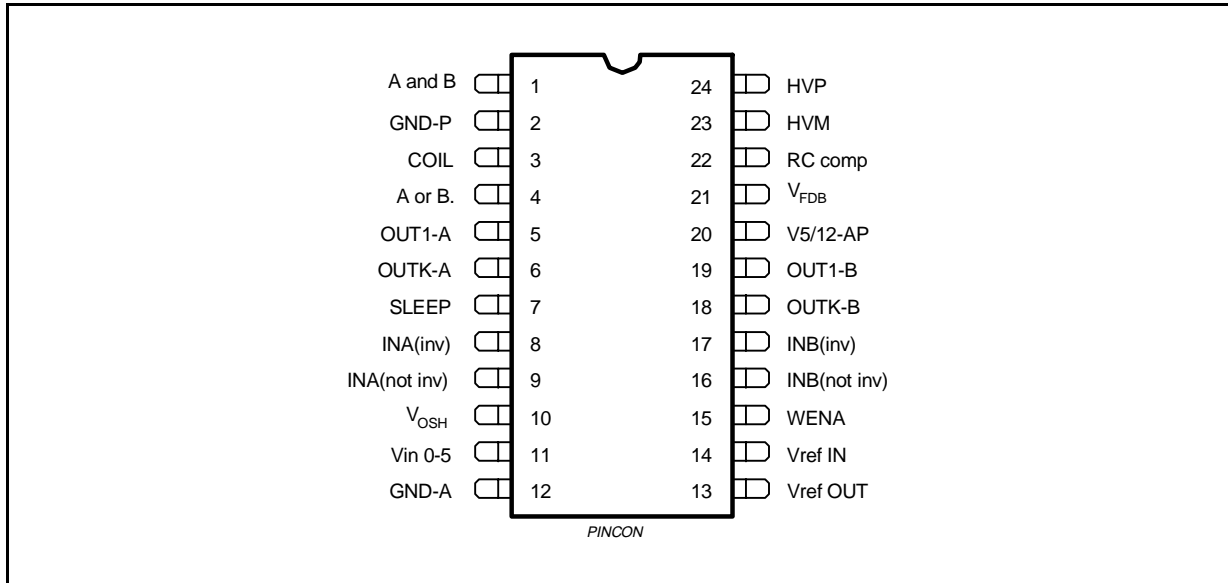 A and B 1 24 HVP
GND-P 2 23 HVM
COIL 3 22 RC comp
A or B. 4 21 VFDB
OUT1-A 5 20 V5/12-AP
OUTK-A 6 19 OUT1-B
SLEEP 7 18 OUTK-B
INA(inv) 8 17 INB(inv)
INA(not inv) 9 16 INB(not inv)
VOSH 10 15 WENA
Vin 0-5 11 14 Vref IN
GND-A 12 13 Vref OUT
PINCON